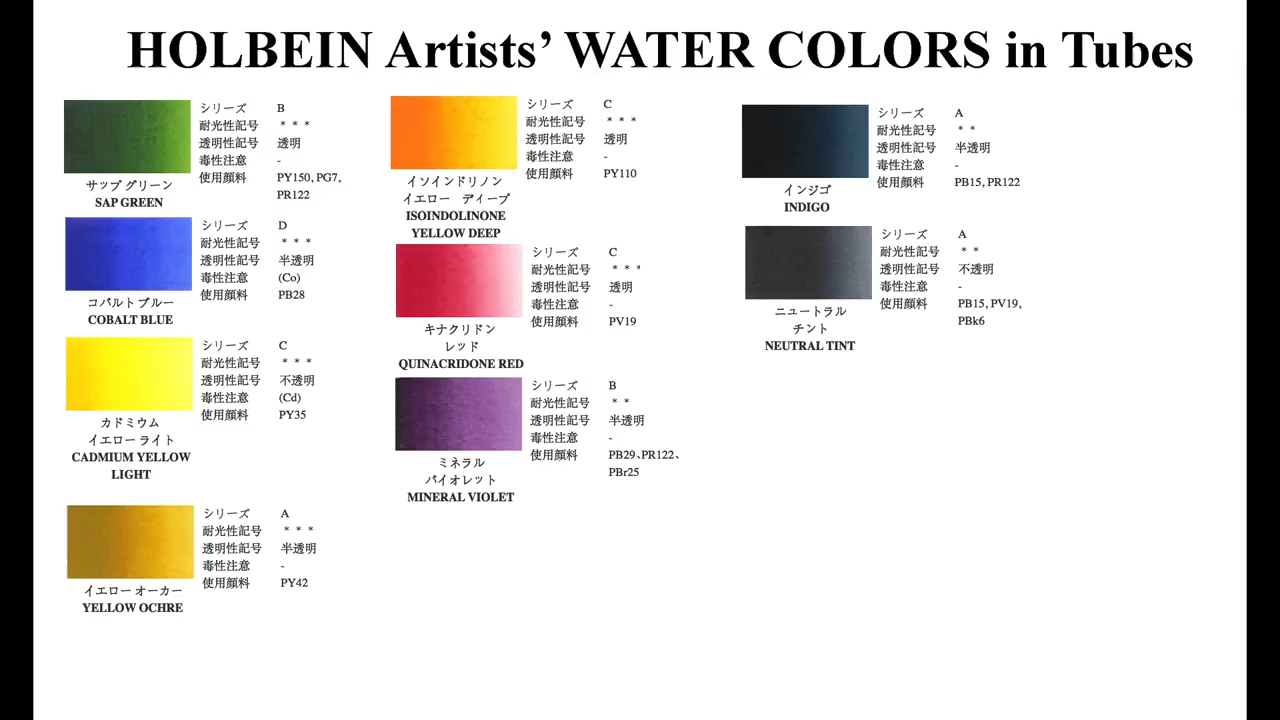 HOLBEIN Artists’ WATER COLORS in Tubes
シリーズ B
耐光性記号 ＊＊＊
透明性記号 透明
毒性注意 -
使用顔料 PY150, PG7,
PR122
サップ グリーン
SAP GREEN
シリーズ D
耐光性記号 ＊＊＊
透明性記号 半透明
毒性注意 (Co)
使用顔料 PB28
コバルト ブルー
COBALT BLUE
シリーズ C
耐光性記号 ＊＊＊
透明性記号 不透明
毒性注意 (Cd)
使用顔料 PY35
カドミウム
イエロー ライト
CADMIUM YELLOW
LIGHT
シリーズ A
耐光性記号 ＊＊＊
透明性記号 半透明
毒性注意 -
使用顔料 PY42
イエロー オーカー
YELLOW OCHRE
シリーズ C
耐光性記号 ＊＊＊
透明性記号 透明
毒性注意 -
使用顔料 PY110
イソインドリノン
イエロー　ディープ
ISOINDOLINONE
YELLOW DEEP
シリーズ C
耐光性記号 ＊＊＊
透明性記号 透明
毒性注意 -
使用顔料 PV19
キナクリドン
レッド
QUINACRIDONE RED
シリーズ B
耐光性記号 ＊＊
透明性記号 半透明
毒性注意 -
使用顔料 PB29、PR122、
PBr25
ミネラル
バイオレット
MINERAL VIOLET
シリーズ A
耐光性記号 ＊＊
透明性記号 半透明
毒性注意 -
使用顔料 PB15, PR122
インジゴ
INDIGO
シリーズ A
耐光性記号 ＊＊
透明性記号 不透明
毒性注意 -
使用顔料 PB15, PV19,
PBk6
ニュートラル
チント
NEUTRAL TINT